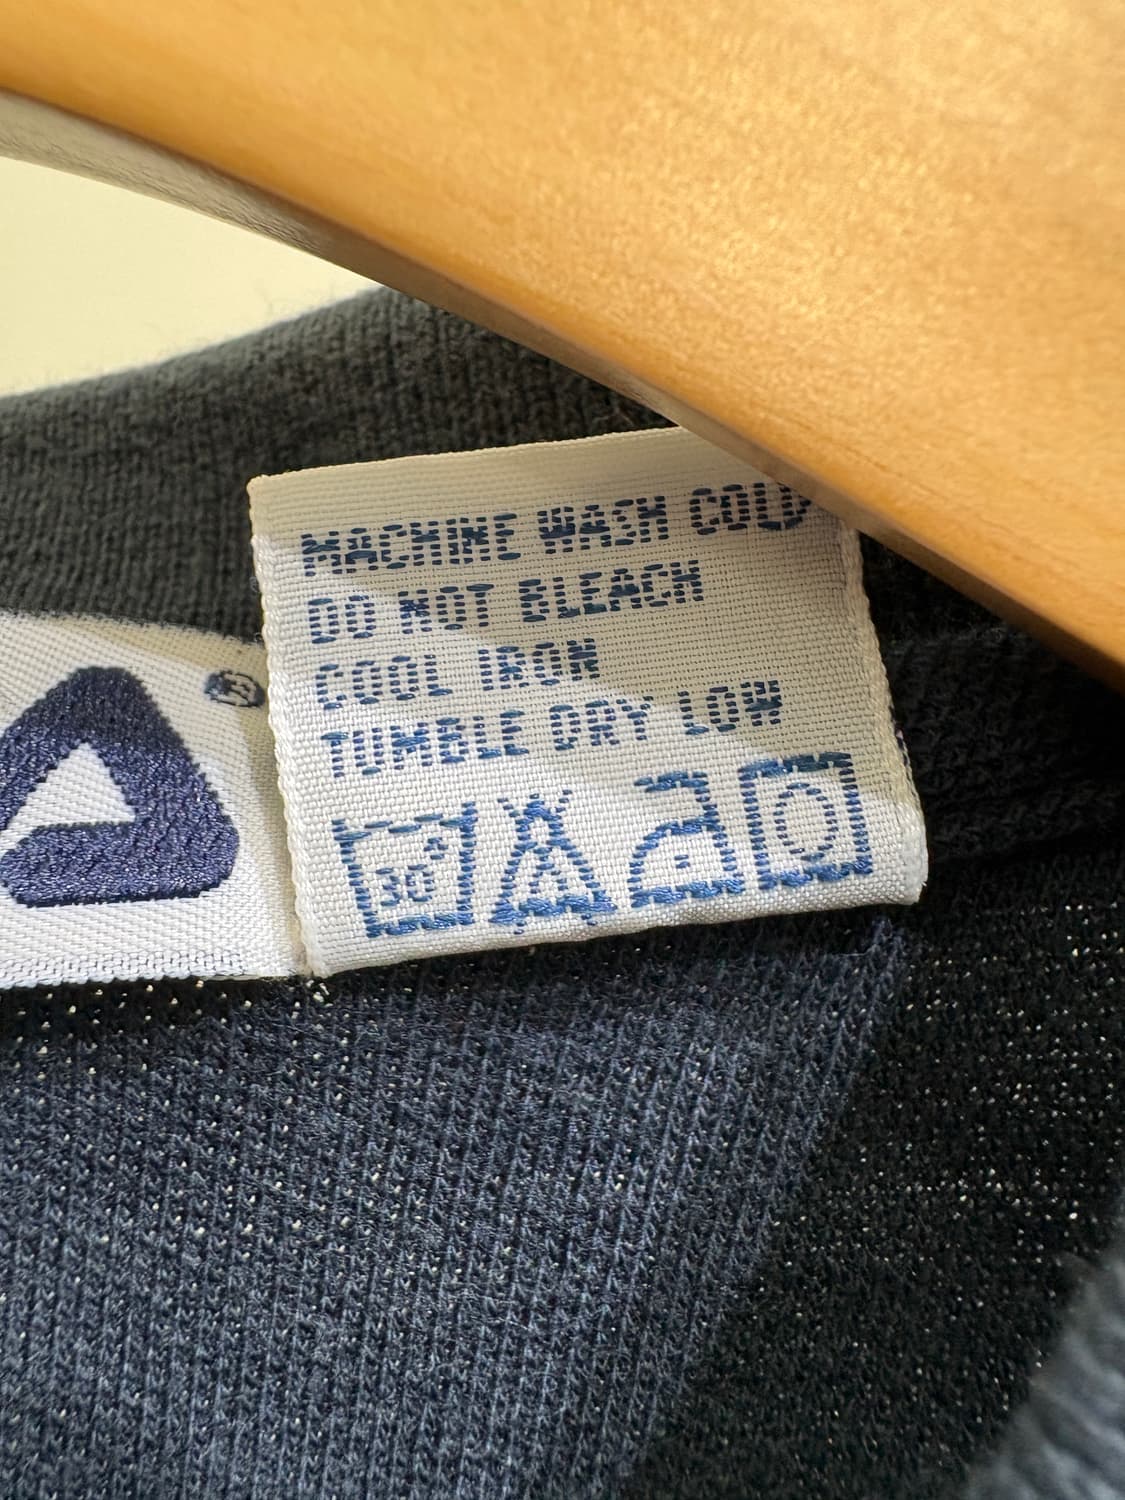 MACHINE WASH COLD
DO NOT BLEACH
COOL IRON
TUMBLE DRY LOW
30°
A
®